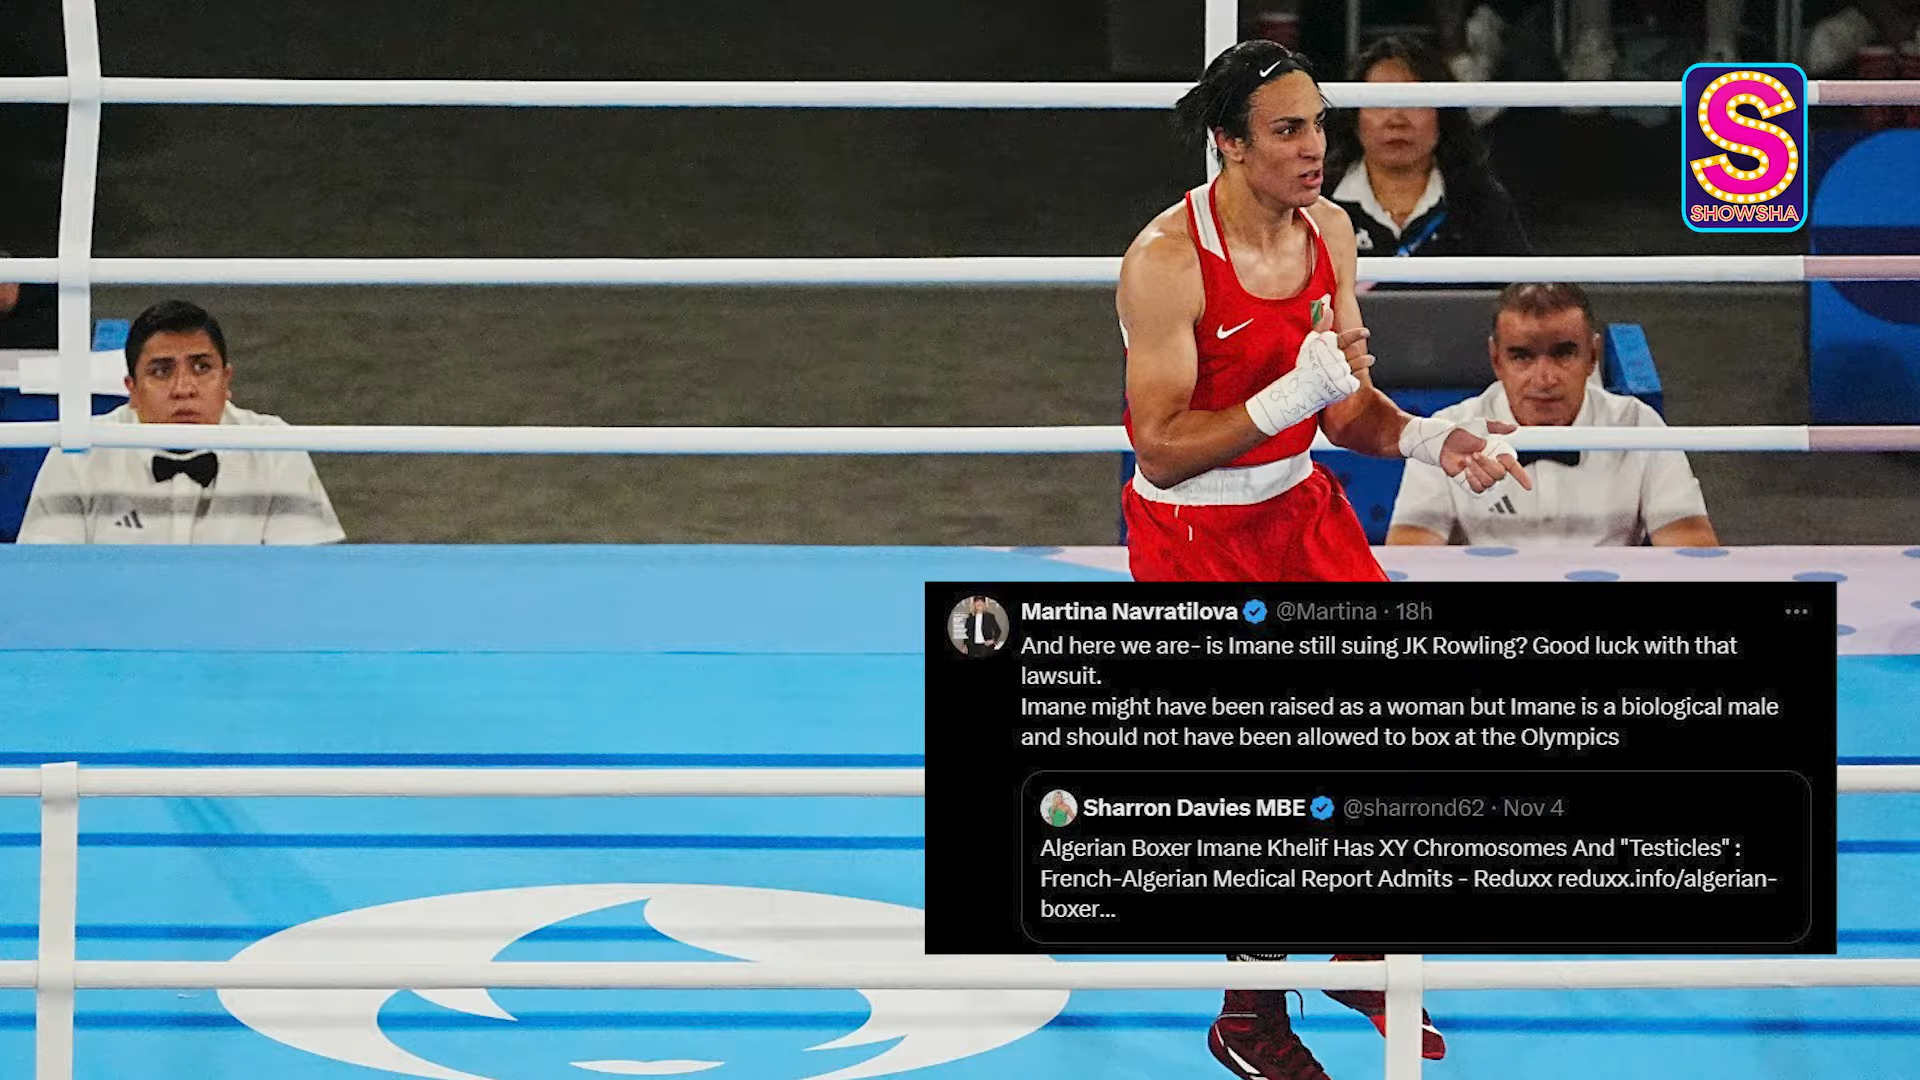 SHOWSHA
Martina Navratilova @Martina · 18h
And here we are- is Imane still suing JK Rowling? Good luck with that
lawsuit.
Imane might have been raised as a woman but Imane is a biological male
and should not have been allowed to box at the Olympics
Sharron Davies MBE @sharrond62 · Nov 4
Algerian Boxer Imane Khelif Has XY Chromosomes And "Testicles" :
French-Algerian Medical Report Admits - Reduxx reduxx.info/algerian-
boxer...